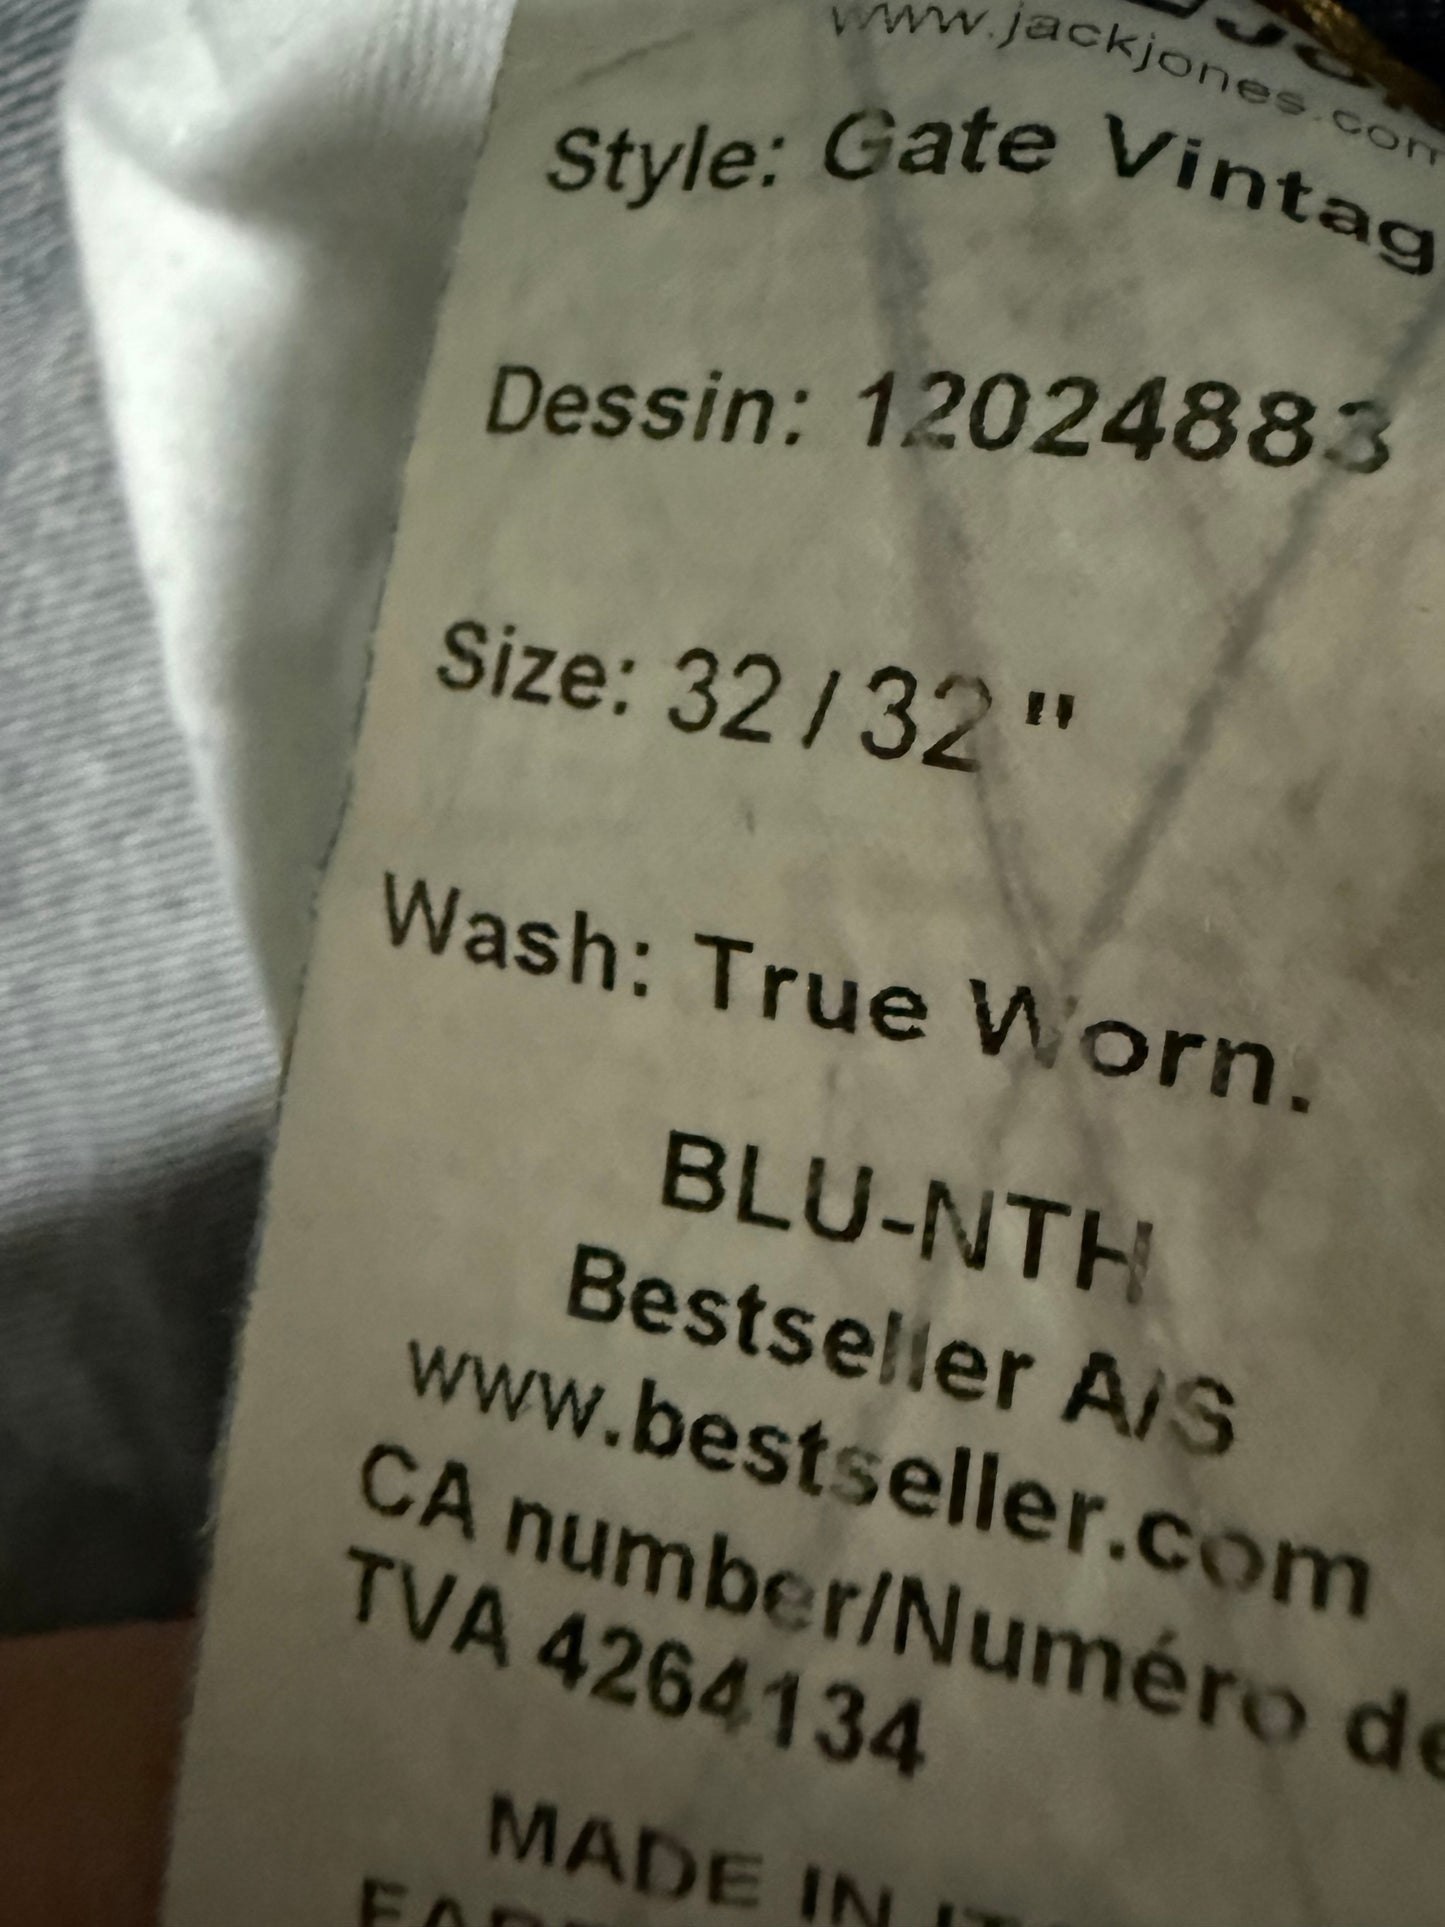 www.jackjones.com
Style: Gate Vintag
Dessin: 12024883
Size: 32 / 32 "
Wash: True Worn.
BLU-NTH
Bestseller A/S
www.bestseller.com
CA number/Numéro de
TVA 4264134
MADE IN